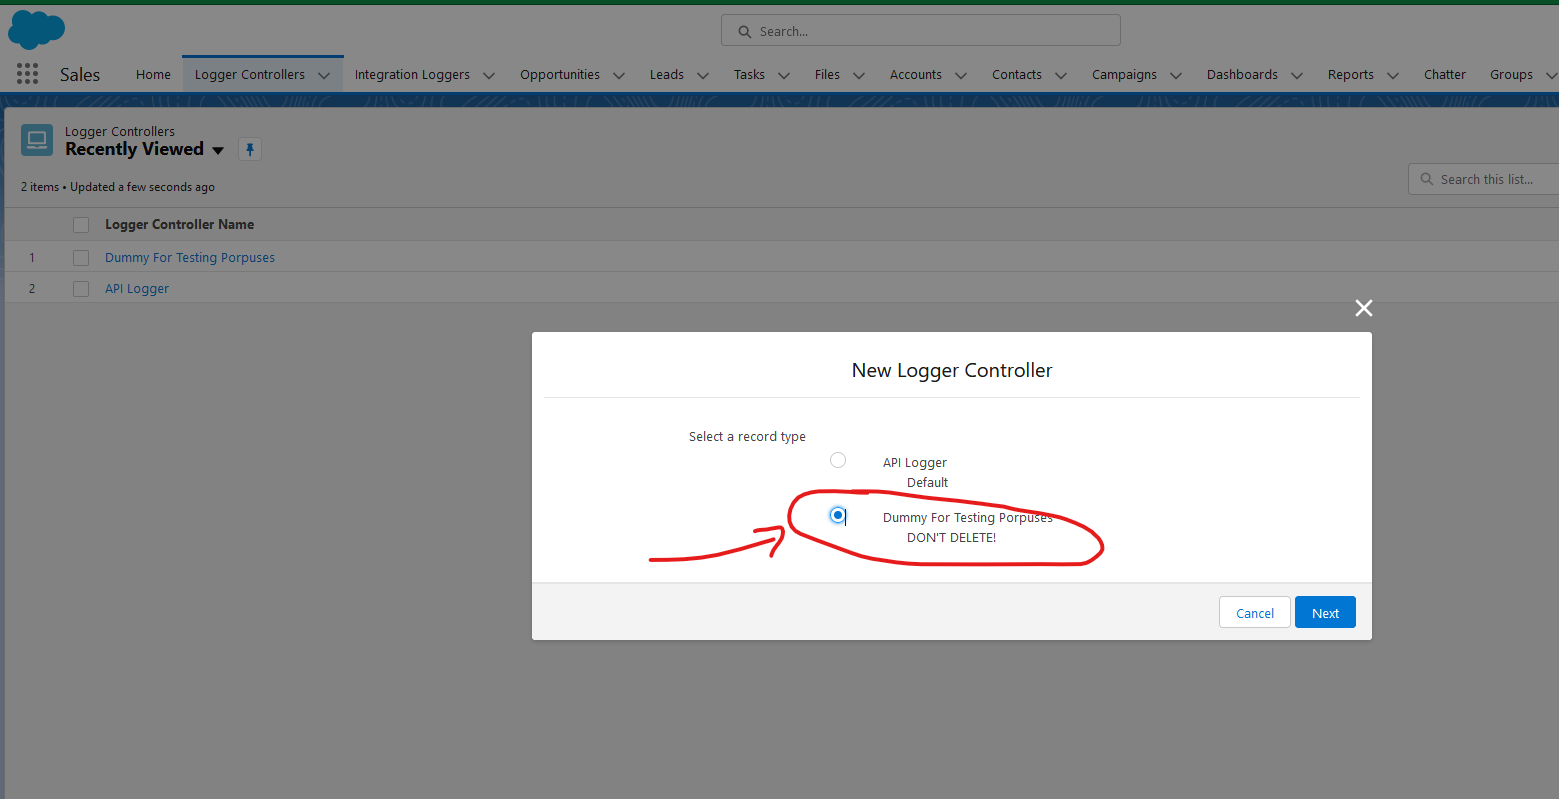 Search...
Sales Home Logger Controllers Integration Loggers Opportunities Leads Tasks Files Accounts Contacts Campaigns Dashboards Reports Chatter Groups
Logger Controllers
Recently Viewed
2 items • Updated a few seconds ago
Search this list...
Logger Controller Name
1 Dummy For Testing Porpuses
2 API Logger
New Logger Controller
Select a record type
API Logger
Default
Dummy For Testing Porpuses
DON'T DELETE!
Cancel Next